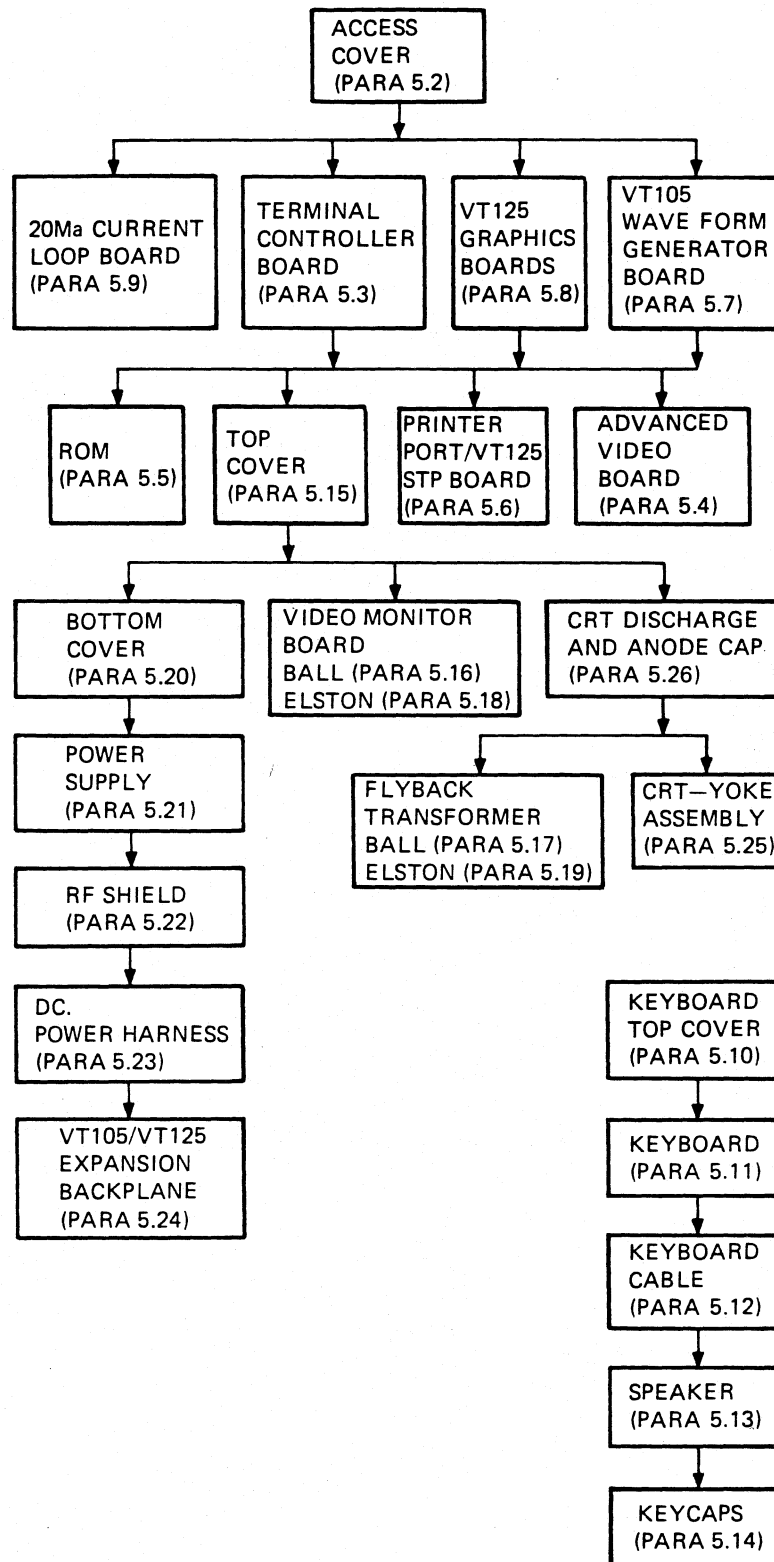 ACCESS
COVER
(PARA 5.2)
20Ma CURRENT
LOOP BOARD
(PARA 5.9)
TERMINAL
CONTROLLER
BOARD
(PARA 5.3)
VT125
GRAPHICS
BOARDS
(PARA 5.8)
VT105
WAVE FORM
GENERATOR
BOARD
(PARA 5.7)
ROM
(PARA 5.5)
TOP
COVER
(PARA 5.15)
PRINTER
PORT/VT125
STP BOARD
(PARA 5.6)
ADVANCED
VIDEO
BOARD
(PARA 5.4)
BOTTOM
COVER
(PARA 5.20)
VIDEO MONITOR
BOARD
BALL (PARA 5.16)
ELSTON (PARA 5.18)
CRT DISCHARGE
AND ANODE CAP
(PARA 5.26)
POWER
SUPPLY
(PARA 5.21)
FLYBACK
TRANSFORMER
BALL (PARA 5.17)
ELSTON (PARA 5.19)
CRT–YOKE
ASSEMBLY
(PARA 5.25)
RF SHIELD
(PARA 5.22)
DC.
POWER HARNESS
(PARA 5.23)
VT105/VT125
EXPANSION
BACKPLANE
(PARA 5.24)
KEYBOARD
TOP COVER
(PARA 5.10)
KEYBOARD
(PARA 5.11)
KEYBOARD
CABLE
(PARA 5.12)
SPEAKER
(PARA 5.13)
KEYCAPS
(PARA 5.14)